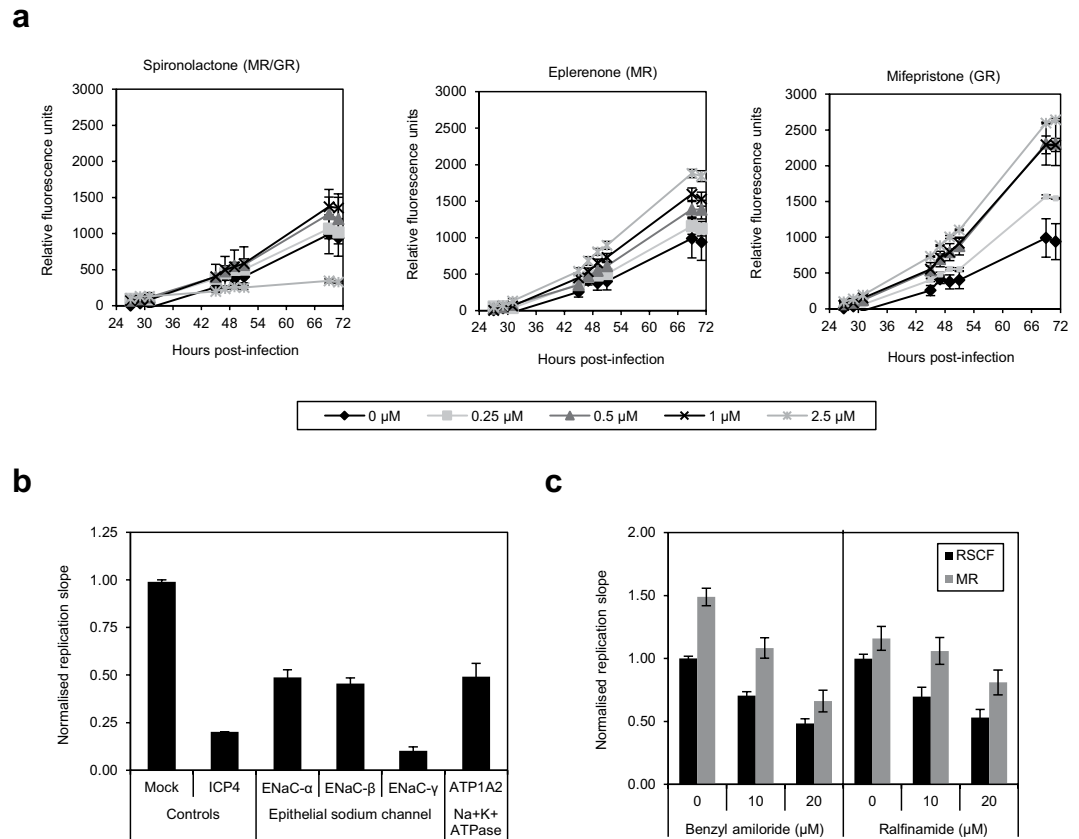 a
Spironolactone (MR/GR)
Eplerenone (MR)
Mifepristone (GR)
Relative fluorescence units
3000
2500
2000
1500
1000
500
0
24 30 36 42 48 54 60 66 72
Hours post-infection
Relative fluorescence units
3000
2500
2000
1500
1000
500
0
24 30 36 42 48 54 60 66 72
Hours post-infection
Relative fluorescence units
3000
2500
2000
1500
1000
500
0
24 30 36 42 48 54 60 66 72
Hours post-infection
0 µM 0.25 µM 0.5 µM 1 µM 2.5 µM
b
Normalised replication slope
1.25
1.00
0.75
0.50
0.25
0.00
Mock ICP4 ENaC-α ENaC-β ENaC-γ ATP1A2
Controls Epithelial sodium channel Na+K+
ATPase
c
Normalised replication slope
2.00
1.50
1.00
0.50
0.00
RSCF
MR
0 10 20 0 10 20
Benzyl amiloride (µM) Ralfinamide (µM)